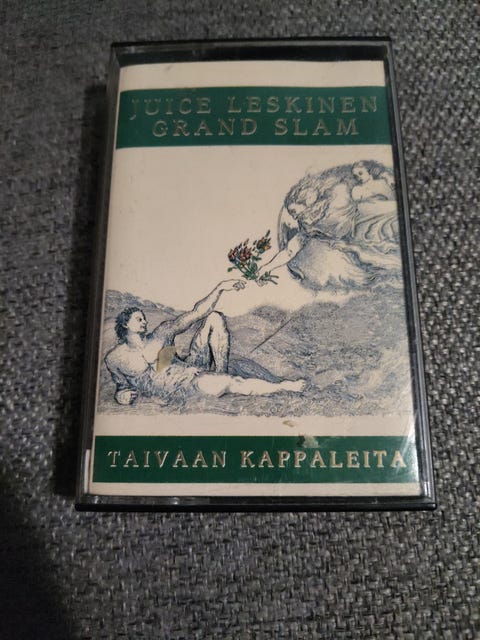 JUICE LESKINEN
GRAND SLAM
TAIVAAN KAPPALEITA